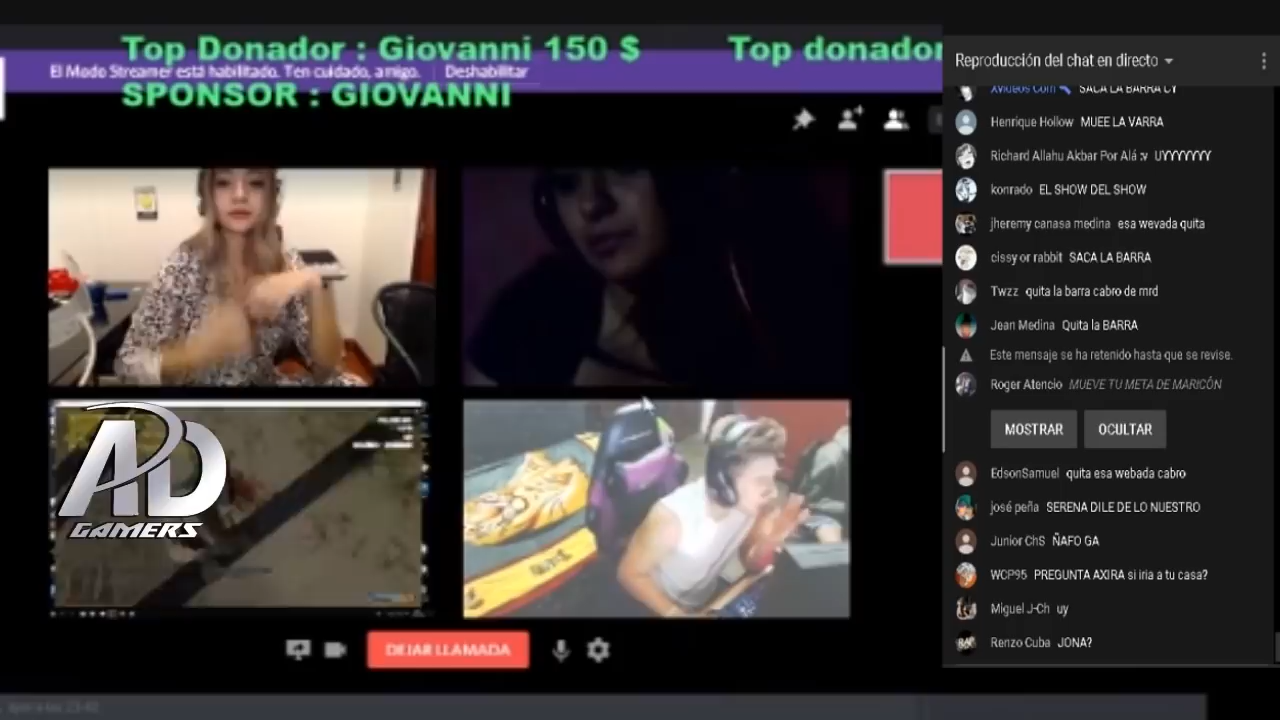 Top Donador : Giovanni 150 $
Top donador
El Modo Streamer está habilitado. Ten cuidado, amigo.
Deshabilitar
SPONSOR : GIOVANNI
AD
GAMERS
DEJAR LLAMADA
Reproducción del chat en directo
XVideos Com SACA LA BARRA CT
Henrique Hollow MUEE LA VARRA
Richard Allahu Akbar Por Alá :v UYYYYYYY
konrado EL SHOW DEL SHOW
jheremy canasa medina esa wevada quita
cissy or rabbit SACA LA BARRA
Twzz quita la barra cabro de mrd
Jean Medina Quita la BARRA
Este mensaje se ha retenido hasta que se revise.
Roger Atencio MUEVE TU META DE MARICÓN
MOSTRAR
OCULTAR
EdsonSamuel quita esa webada cabro
josé peña SERENA DILE DE LO NUESTRO
Junior ChS ÑAFO GA
WCP95 PREGUNTA AXIRA si iria a tu casa?
Miguel J-Ch uy
Renzo Cuba JONA?